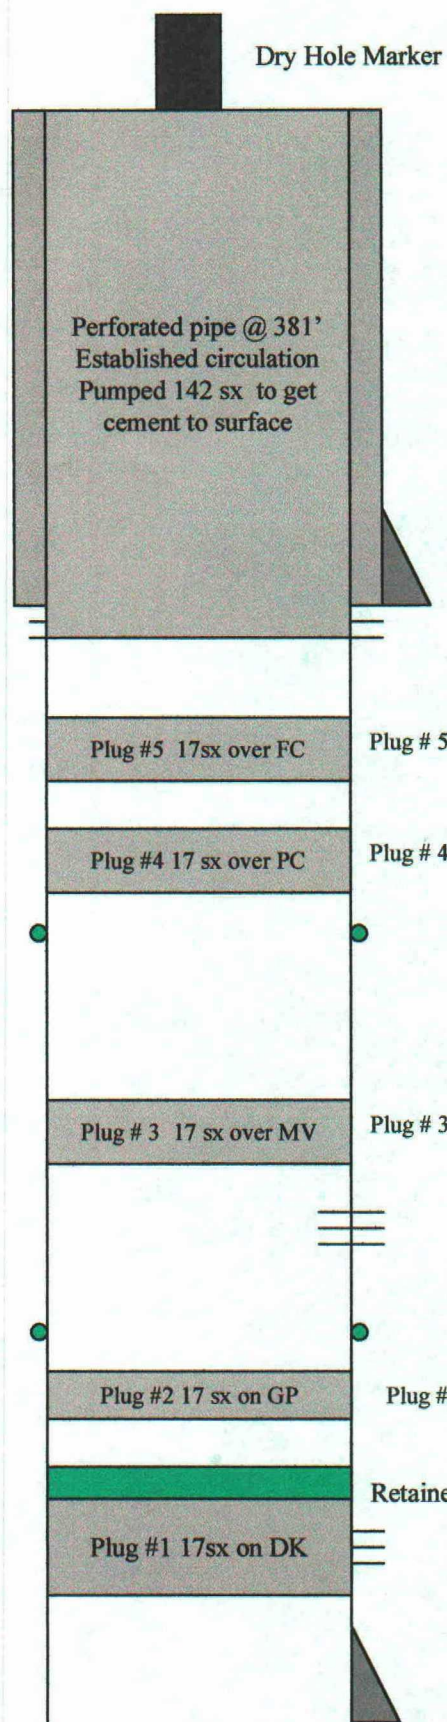 Dry Hole Marker
Perforated pipe @ 381'
Established circulation
Pumped 142 sx to get
cement to surface
Plug #5 17sx over FC
Plug # 5
Plug #4 17 sx over PC
Plug # 4
Plug # 3 17 sx over MV
Plug # 3
Plug #2 17 sx on GP
Plug #
Retaine
Plug #1 17sx on DK